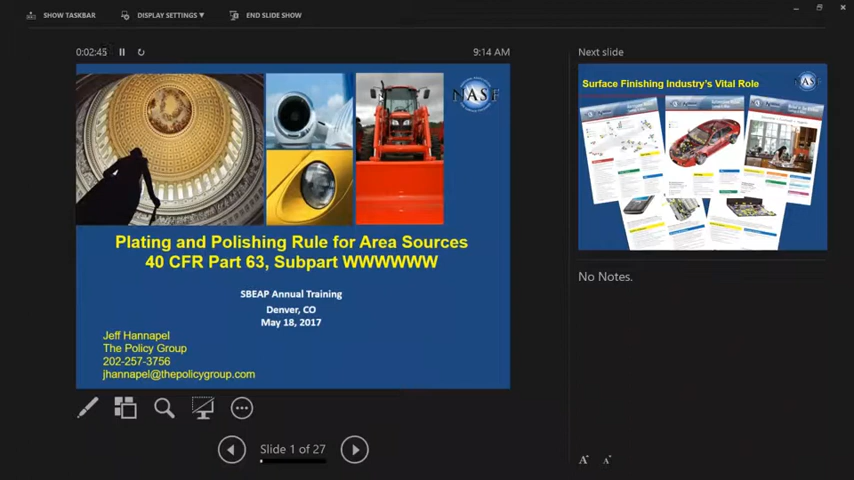 SHOW TASKBAR
DISPLAY SETTINGS ▼
END SLIDE SHOW
0:02:45
9:14 AM
NASF
Plating and Polishing Rule for Area Sources
40 CFR Part 63, Subpart WWWWWW
SBEAP Annual Training
Denver, CO
May 18, 2017
Jeff Hannapel
The Policy Group
202-257-3756
jhannapel@thepolicygroup.com
Slide 1 of 27
Next slide
Surface Finishing Industry's Vital Role
NASF
No Notes.
A
A